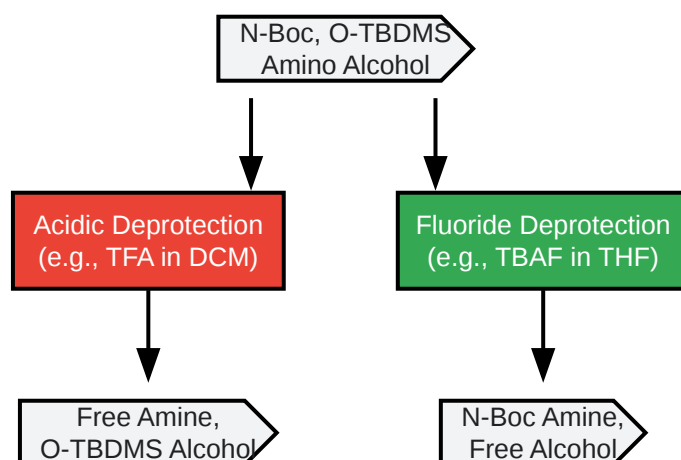 N-Boc, O-TBDMS
Amino Alcohol
Acidic Deprotection
(e.g., TFA in DCM)
Fluoride Deprotection
(e.g., TBAF in THF)
Free Amine,
O-TBDMS Alcohol
N-Boc Amine,
Free Alcohol